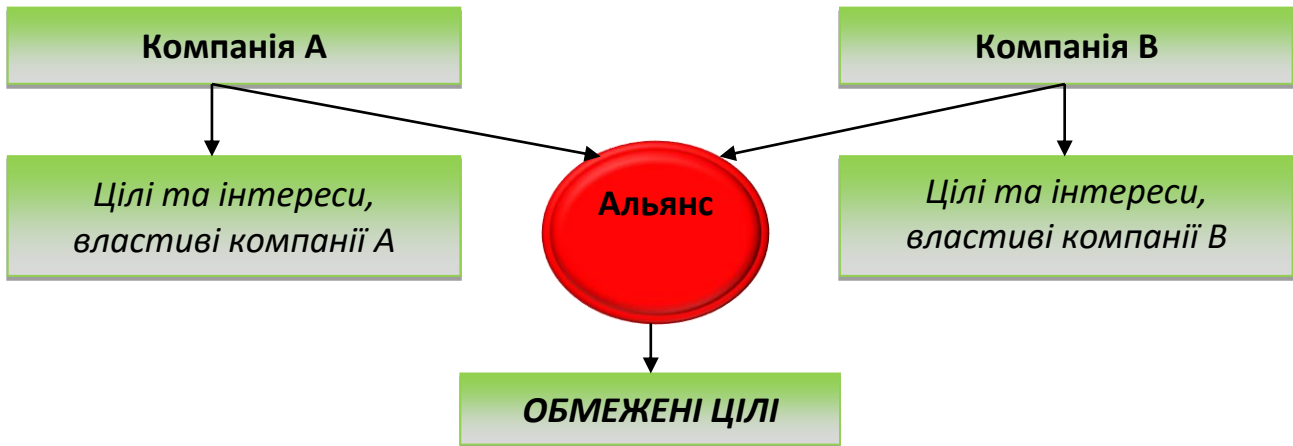 Компанія А
Компанія В
Цілі та інтереси,
властиві компанії А
Альянс
Цілі та інтереси,
властиві компанії В
ОБМЕЖЕНІ ЦІЛІ